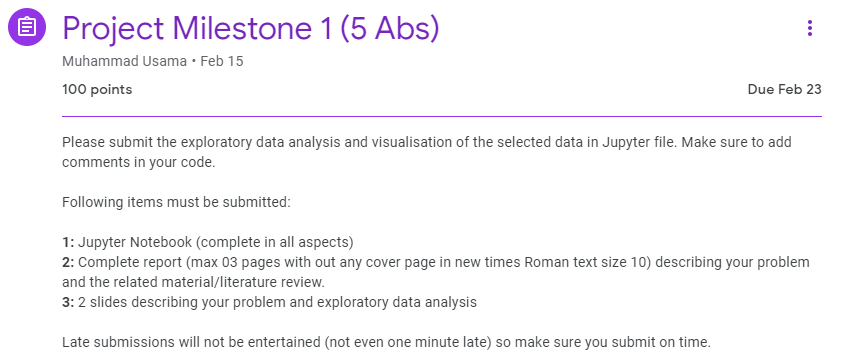 Project Milestone 1 (5 Abs)
Muhammad Usama • Feb 15
100 points
Due Feb 23
Please submit the exploratory data analysis and visualisation of the selected data in Jupyter file. Make sure to add
comments in your code.
Following items must be submitted:
1: Jupyter Notebook (complete in all aspects)
2: Complete report (max 03 pages with out any cover page in new times Roman text size 10) describing your problem
and the related material/literature review.
3: 2 slides describing your problem and exploratory data analysis
Late submissions will not be entertained (not even one minute late) so make sure you submit on time.